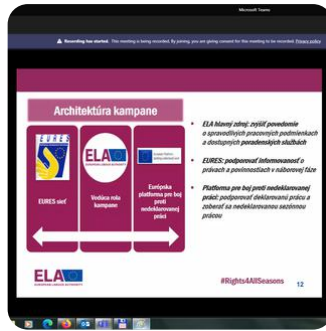 Microsoft Teams
Recording has started. This meeting is being recorded. By joining, you are giving consent for this meeting to be recorded. Privacy policy
Architektúra kampane
EURES
EURES-sieť
ELA
Vedúca rola
kampane
Európska
platforma pre boj
proti
nedeklarovanej
práci
• ELA hlavný zdroj: zvýšiť povedomie
o spravodlivých pracovných podmienkach
a dostupných poradenských službách
• EURES: podporovať informovanosť o
právach a povinnostiach v náborovej fáze
• Platforma pre boj proti nedeklarovanej
práci: podporovať deklarovanú prácu a
zoberať sa nedeklarovanou sezónnou
prácou
ELA
EUROPEAN LABOUR AUTHORITY
#Rights4AllSeasons
12